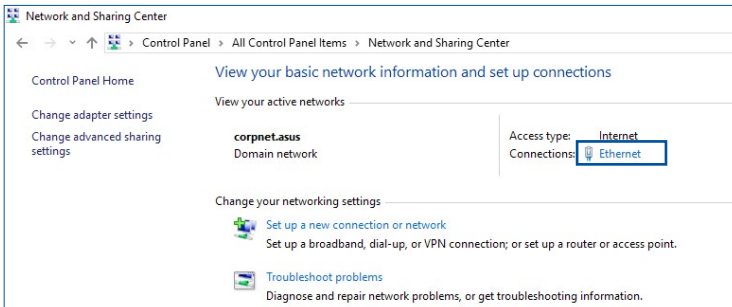 Network and Sharing Center
Control Panel > All Control Panel Items > Network and Sharing Center
Control Panel Home
Change adapter settings
Change advanced sharing
settings
View your basic network information and set up connections
View your active networks
corpnet.asus
Domain network
Access type: Internet
Connections: Ethernet
Change your networking settings
Set up a new connection or network
Set up a broadband, dial-up, or VPN connection; or set up a router or access point.
Troubleshoot problems
Diagnose and repair network problems, or get troubleshooting information.